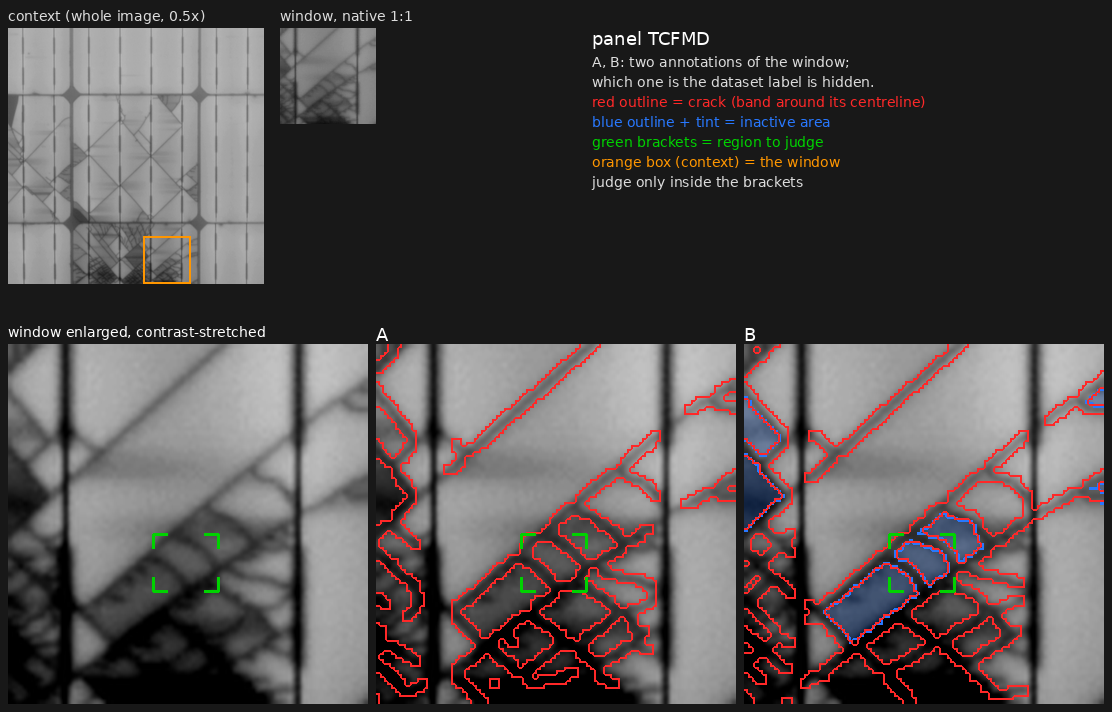 context (whole image, 0.5x)
window, native 1:1
panel TCFMD
A, B: two annotations of the window;
which one is the dataset label is hidden.
red outline = crack (band around its centreline)
blue outline + tint = inactive area
green brackets = region to judge
orange box (context) = the window
judge only inside the brackets
window enlarged, contrast-stretched
A
B